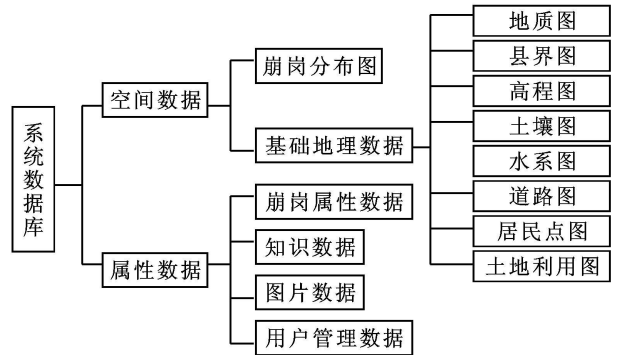 系统数据库
空间数据
崩岗分布图
基础地理数据
地质图
县界图
高程图
土壤图
水系图
道路图
居民点图
土地利用图
属性数据
崩岗属性数据
知识数据
图片数据
用户管理数据